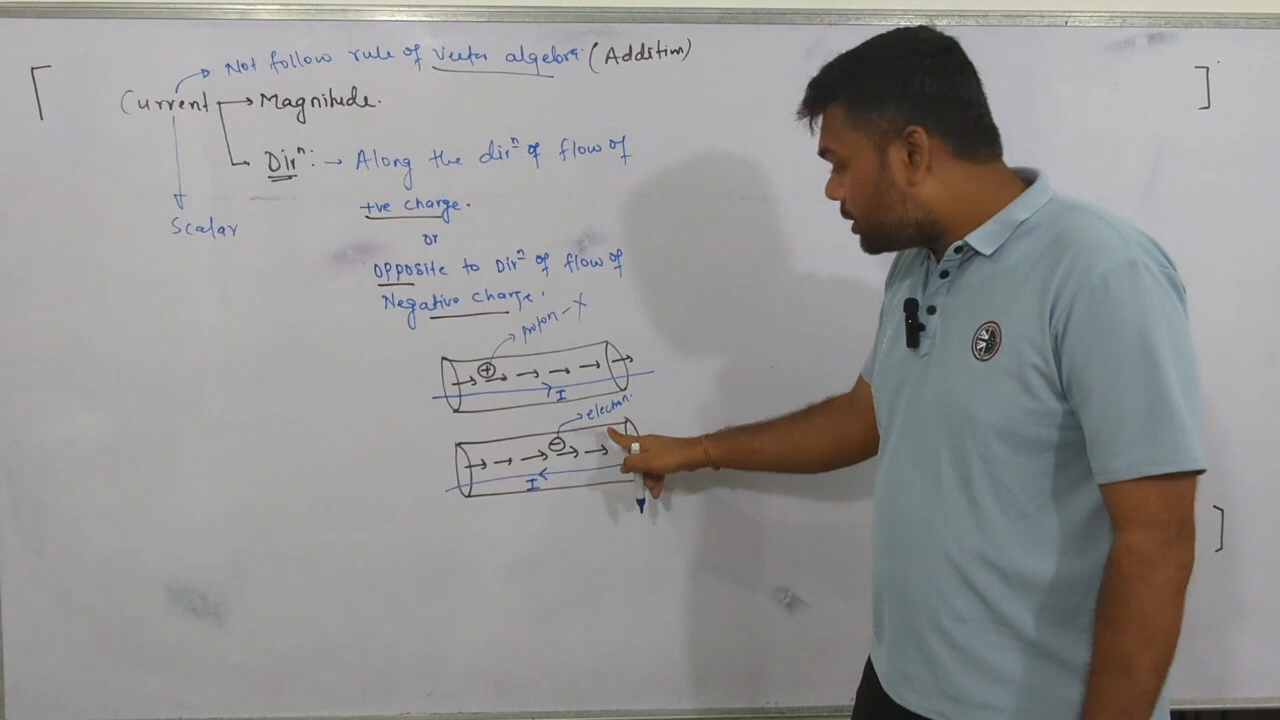 Not follow rule of Vector algebra (Addition)
Current → Magnitude.
Dirⁿ: → Along the dirⁿ of flow of
+ve charge.
or
Scalar
opposite to Dirⁿ of flow of
Negative charge.
proton - X
+
I
electron.
-
I